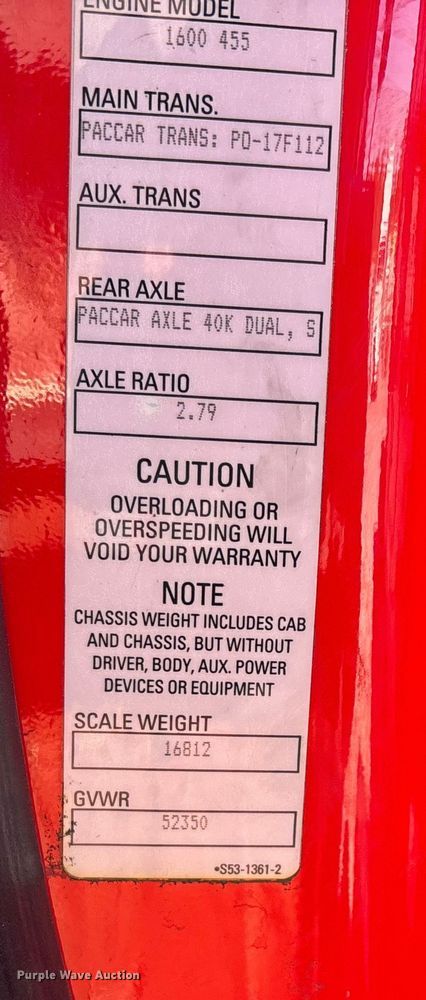 ENGINE MODEL
1600 455
MAIN TRANS.
PACCAR TRANS: PO-17F112
AUX. TRANS
REAR AXLE
PACCAR AXLE 40K DUAL, S
AXLE RATIO
2.79
CAUTION
OVERLOADING OR
OVERSPEEDING WILL
VOID YOUR WARRANTY
NOTE
CHASSIS WEIGHT INCLUDES CAB
AND CHASSIS, BUT WITHOUT
DRIVER, BODY, AUX. POWER
DEVICES OR EQUIPMENT
SCALE WEIGHT
16812
GVWR
52350
•S53-1361-2
Purple Wave Auction